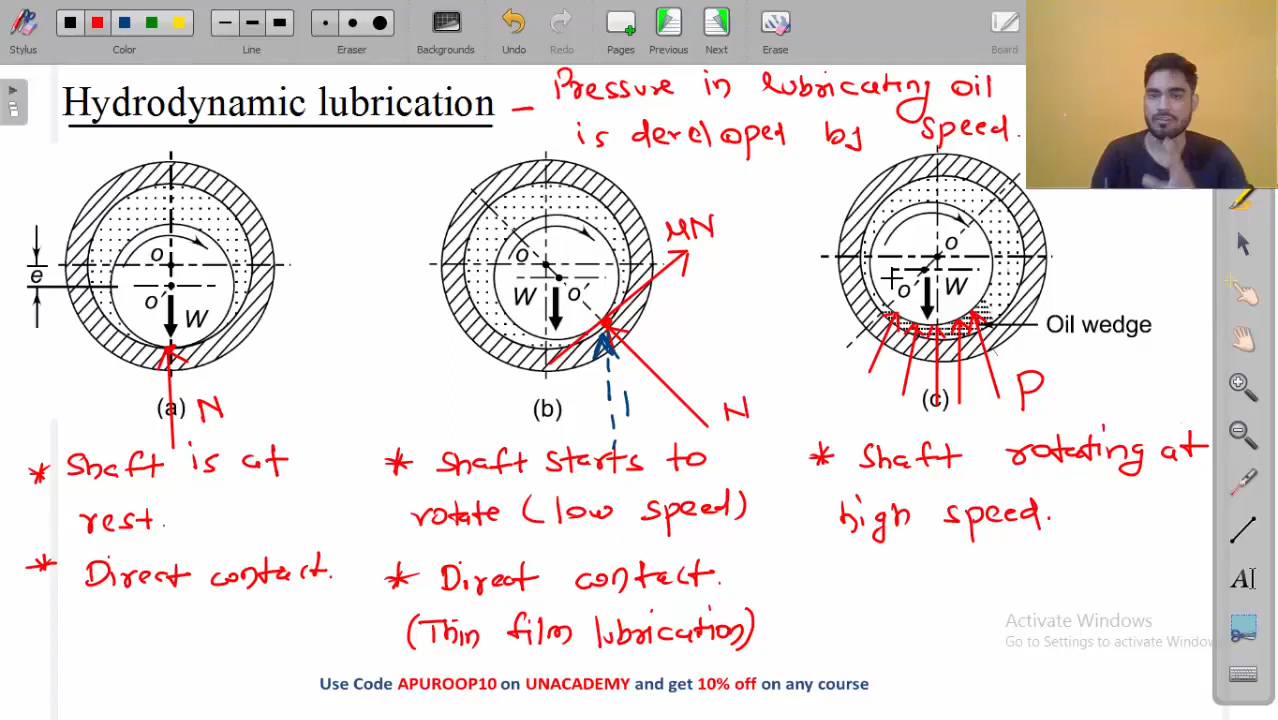 Stylus
Color
Line
Eraser
Backgrounds
Undo
Redo
Pages
Previous
Next
Erase
Board
Hydrodynamic lubrication - Pressure in lubricating oil
is developed by speed.
e
o
o'
W
N
(a)
o
o'
W
μN
N
(b)
o
o'
W
Oil wedge
P
(c)
* Shaft is at
rest.
* Direct contact.
* Shaft starts to
rotate (low speed)
* Direct contact.
(Thin film lubrication)
* Shaft rotating at
high speed.
AI
Activate Windows
Go to Settings to activate Windows
Use Code APUROOP10 on UNACADEMY and get 10% off on any course